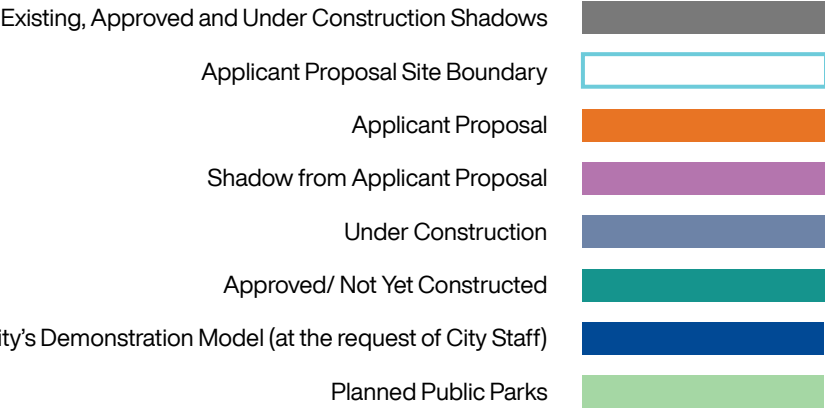 Existing, Approved and Under Construction Shadows
Applicant Proposal Site Boundary
Applicant Proposal
Shadow from Applicant Proposal
Under Construction
Approved/ Not Yet Constructed
Demonstration Model (at the request of City Staff)
Planned Public Parks